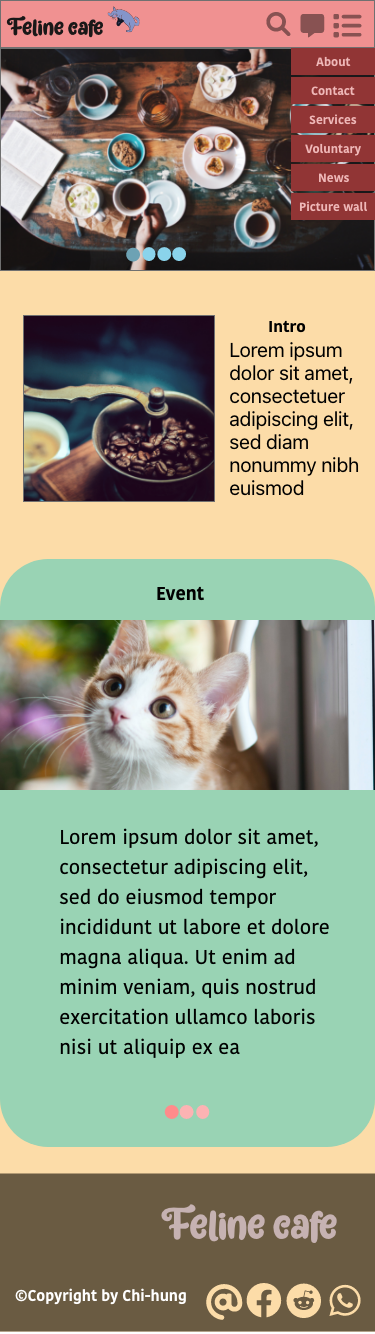 Feline cafe
About
Contact
Services
Voluntary
News
Picture wall
Intro
Lorem ipsum
dolor sit amet,
consectetuer
adipiscing elit,
sed diam
nonummy nibh
euismod
Event
Lorem ipsum dolor sit amet,
consectetur adipiscing elit,
sed do eiusmod tempor
incididunt ut labore et dolore
magna aliqua. Ut enim ad
minim veniam, quis nostrud
exercitation ullamco laboris
nisi ut aliquip ex ea
Feline cafe
©Copyright by Chi-hung